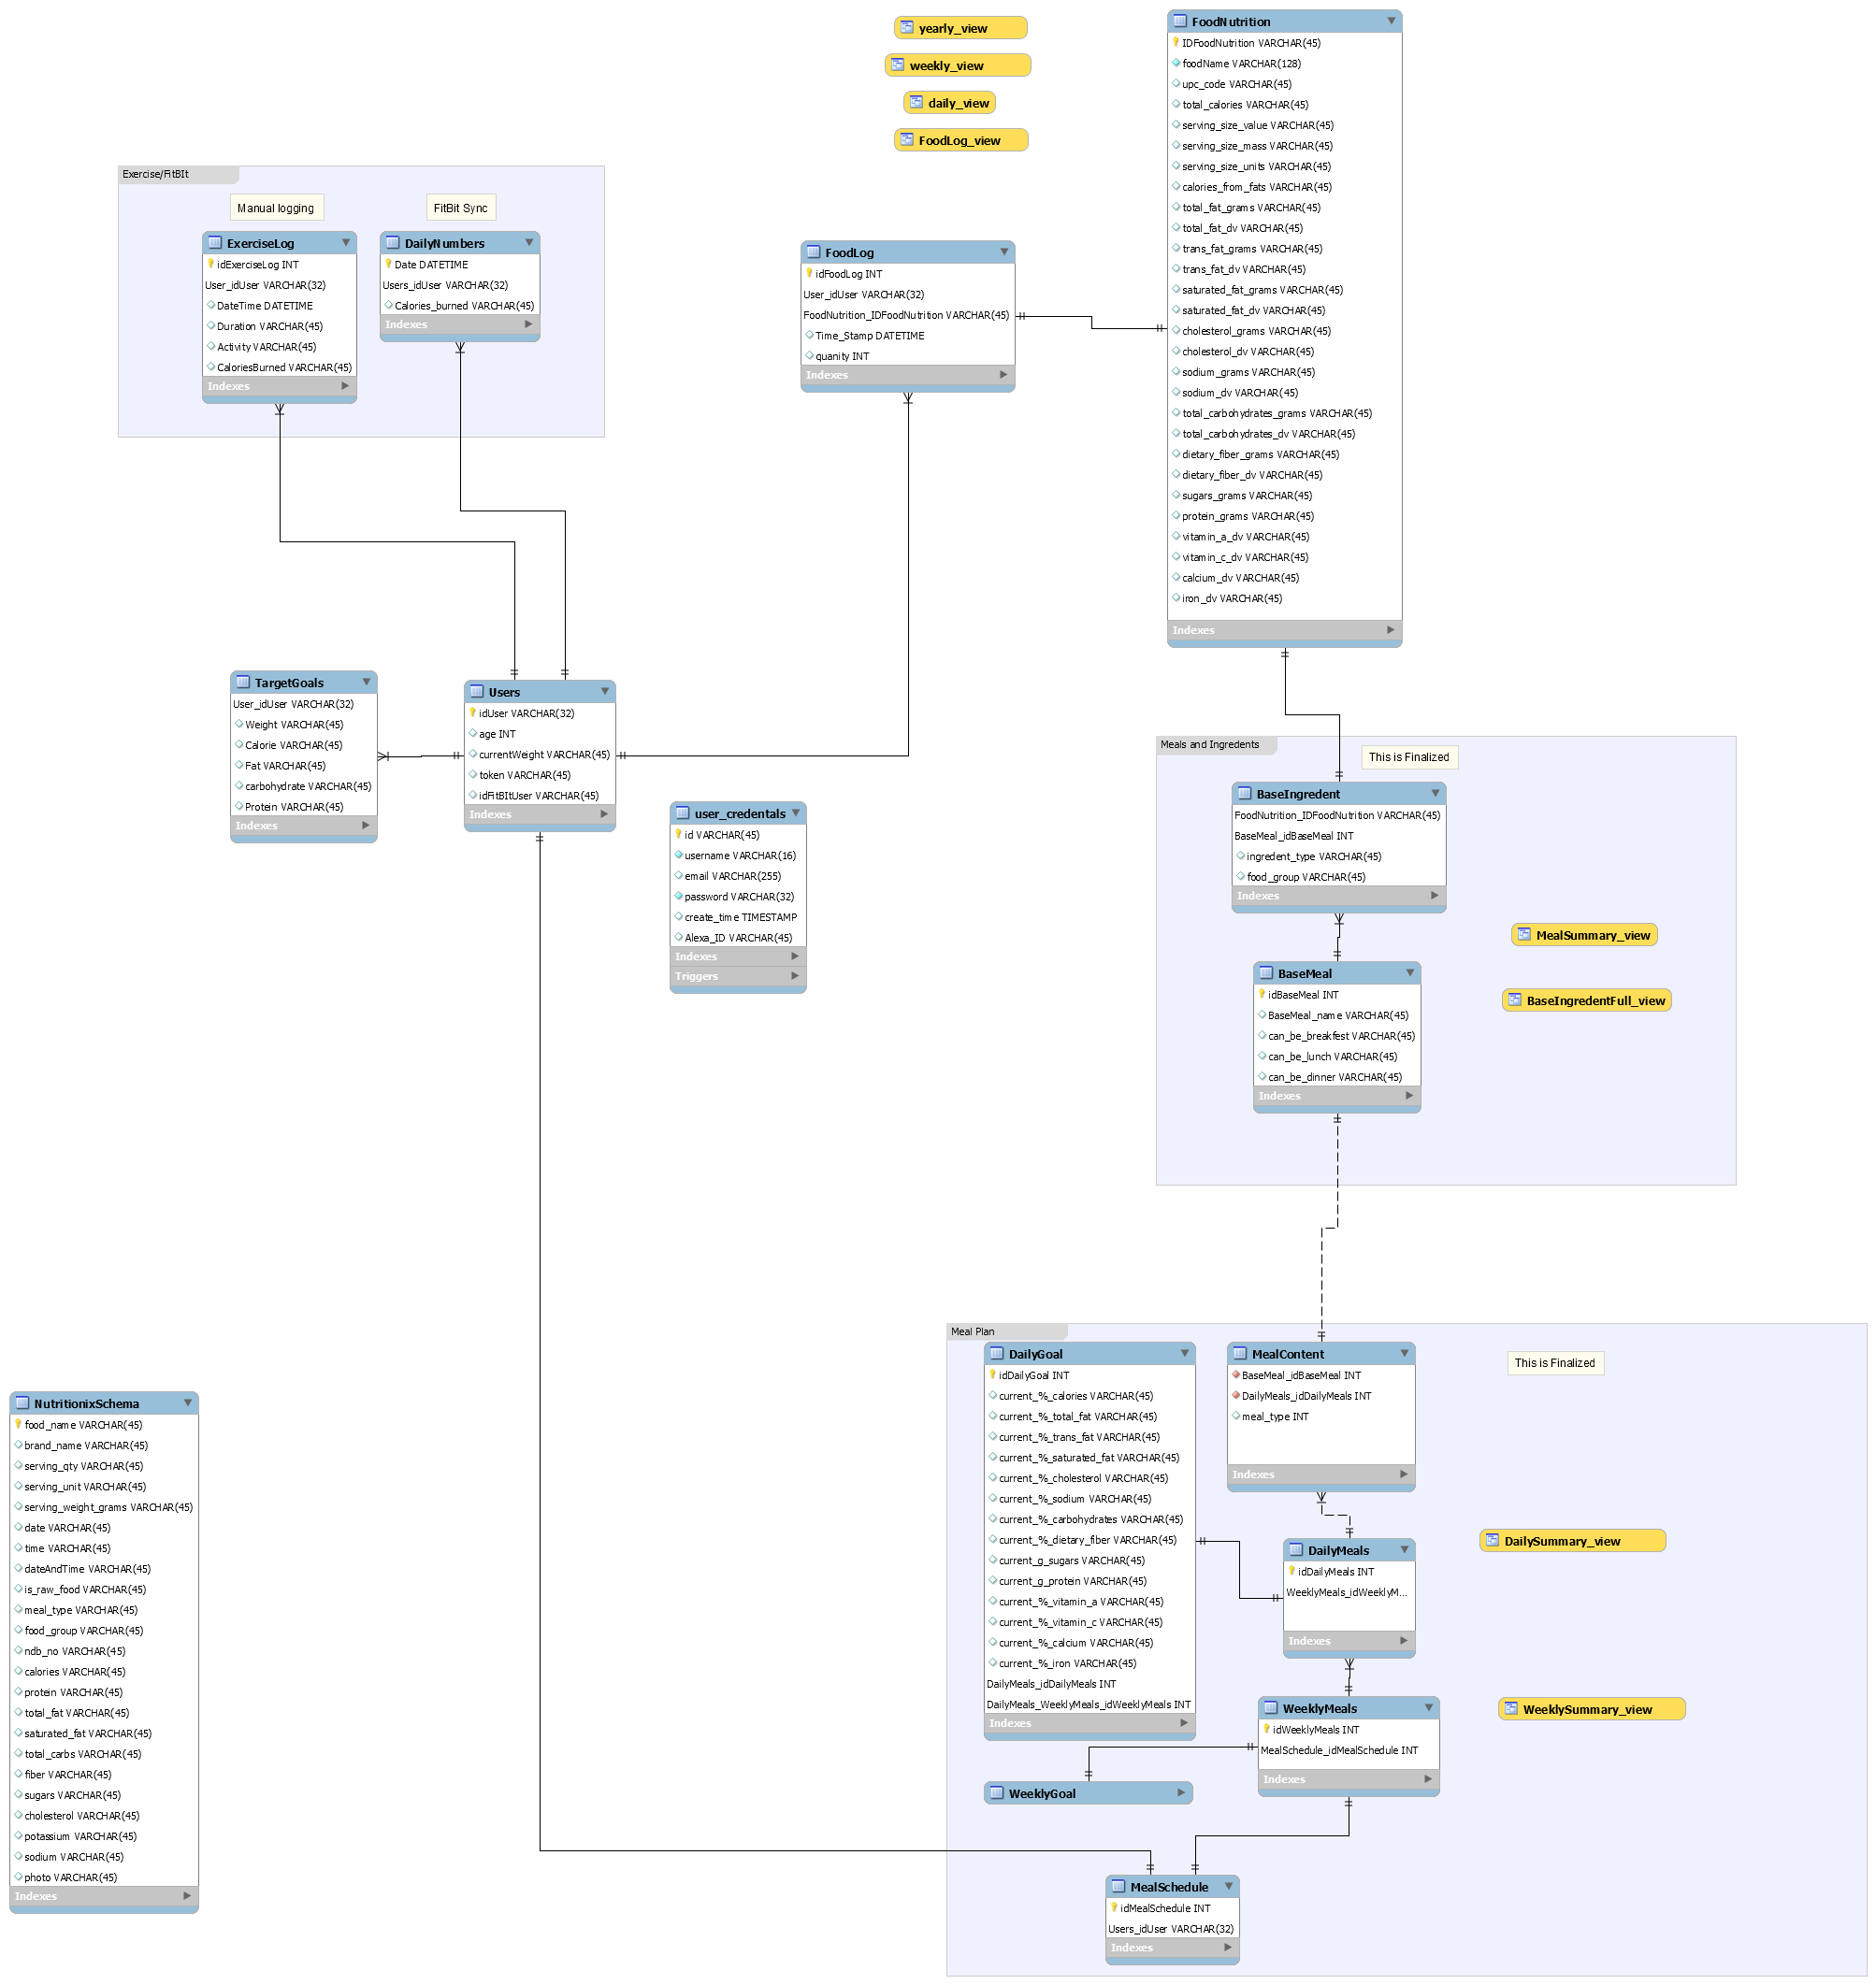 yearly_view
weekly_view
daily_view
FoodLog_view
FoodNutrition
IDFoodNutrition VARCHAR(45)
foodName VARCHAR(128)
upc_code VARCHAR(45)
total_calories VARCHAR(45)
serving_size_value VARCHAR(45)
serving_size_mass VARCHAR(45)
serving_size_units VARCHAR(45)
calories_from_fats VARCHAR(45)
total_fat_grams VARCHAR(45)
total_fat_dv VARCHAR(45)
trans_fat_grams VARCHAR(45)
trans_fat_dv VARCHAR(45)
saturated_fat_grams VARCHAR(45)
saturated_fat_dv VARCHAR(45)
cholesterol_grams VARCHAR(45)
cholesterol_dv VARCHAR(45)
sodium_grams VARCHAR(45)
sodium_dv VARCHAR(45)
total_carbohydrates_grams VARCHAR(45)
total_carbohydrates_dv VARCHAR(45)
dietary_fiber_grams VARCHAR(45)
dietary_fiber_dv VARCHAR(45)
sugars_grams VARCHAR(45)
protein_grams VARCHAR(45)
vitamin_a_dv VARCHAR(45)
vitamin_c_dv VARCHAR(45)
calcium_dv VARCHAR(45)
iron_dv VARCHAR(45)
Indexes
Exercise/FitBIt
Manual logging
FitBit Sync
ExerciseLog
idExerciseLog INT
User_idUser VARCHAR(32)
DateTime DATETIME
Duration VARCHAR(45)
Activity VARCHAR(45)
CaloriesBurned VARCHAR(45)
Indexes
DailyNumbers
Date DATETIME
Users_idUser VARCHAR(32)
Calories_burned VARCHAR(45)
Indexes
FoodLog
idFoodLog INT
User_idUser VARCHAR(32)
FoodNutrition_IDFoodNutrition VARCHAR(45)
Time_Stamp DATETIME
quanity INT
Indexes
TargetGoals
User_idUser VARCHAR(32)
Weight VARCHAR(45)
Calorie VARCHAR(45)
Fat VARCHAR(45)
carbohydrate VARCHAR(45)
Protein VARCHAR(45)
Indexes
Users
idUser VARCHAR(32)
age INT
currentWeight VARCHAR(45)
token VARCHAR(45)
idFitBItUser VARCHAR(45)
Indexes
user_credentals
id VARCHAR(45)
username VARCHAR(16)
email VARCHAR(255)
password VARCHAR(32)
create_time TIMESTAMP
Alexa_ID VARCHAR(45)
Indexes
Triggers
Meals and Ingredents
This is Finalized
BaseIngredent
FoodNutrition_IDFoodNutrition VARCHAR(45)
BaseMeal_idBaseMeal INT
ingredent_type VARCHAR(45)
food_group VARCHAR(45)
Indexes
MealSummary_view
BaseMeal
idBaseMeal INT
BaseMeal_name VARCHAR(45)
can_be_breakfest VARCHAR(45)
can_be_lunch VARCHAR(45)
can_be_dinner VARCHAR(45)
Indexes
BaseIngredentFull_view
Meal Plan
DailyGoal
idDailyGoal INT
current_%_calories VARCHAR(45)
current_%_total_fat VARCHAR(45)
current_%_trans_fat VARCHAR(45)
current_%_saturated_fat VARCHAR(45)
current_%_cholesterol VARCHAR(45)
current_%_sodium VARCHAR(45)
current_%_carbohydrates VARCHAR(45)
current_%_dietary_fiber VARCHAR(45)
current_g_sugars VARCHAR(45)
current_g_protein VARCHAR(45)
current_%_vitamin_a VARCHAR(45)
current_%_vitamin_c VARCHAR(45)
current_%_calcium VARCHAR(45)
current_%_iron VARCHAR(45)
DailyMeals_idDailyMeals INT
DailyMeals_WeeklyMeals_idWeeklyMeals INT
Indexes
MealContent
BaseMeal_idBaseMeal INT
DailyMeals_idDailyMeals INT
meal_type INT
Indexes
This is Finalized
DailyMeals
idDailyMeals INT
WeeklyMeals_idWeeklyM...
Indexes
DailySummary_view
WeeklyMeals
idWeeklyMeals INT
MealSchedule_idMealSchedule INT
Indexes
WeeklySummary_view
WeeklyGoal
MealSchedule
idMealSchedule INT
Users_idUser VARCHAR(32)
Indexes
NutritionixSchema
food_name VARCHAR(45)
brand_name VARCHAR(45)
serving_qty VARCHAR(45)
serving_unit VARCHAR(45)
serving_weight_grams VARCHAR(45)
date VARCHAR(45)
time VARCHAR(45)
dateAndTime VARCHAR(45)
is_raw_food VARCHAR(45)
meal_type VARCHAR(45)
food_group VARCHAR(45)
ndb_no VARCHAR(45)
calories VARCHAR(45)
protein VARCHAR(45)
total_fat VARCHAR(45)
saturated_fat VARCHAR(45)
total_carbs VARCHAR(45)
fiber VARCHAR(45)
sugars VARCHAR(45)
cholesterol VARCHAR(45)
potassium VARCHAR(45)
sodium VARCHAR(45)
photo VARCHAR(45)
Indexes